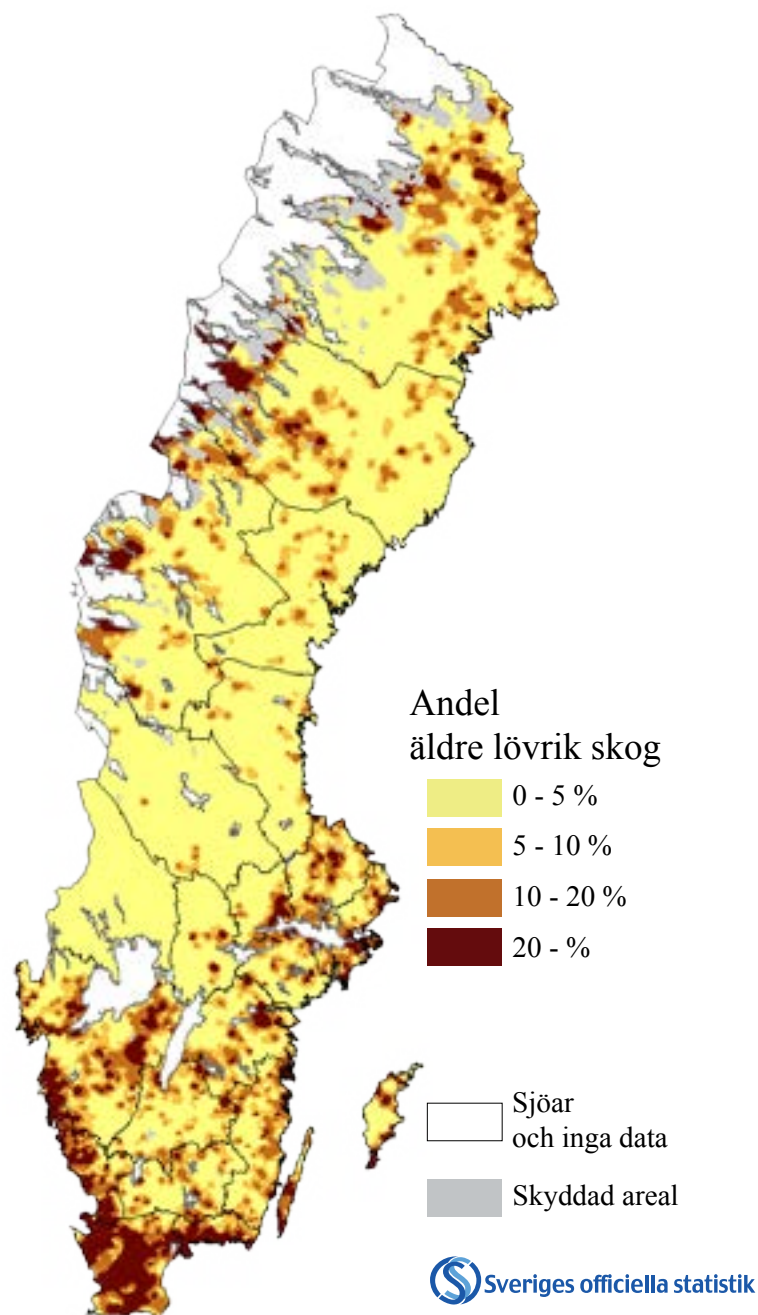 Andel
äldre lövrik skog
0 - 5 %
5 - 10 %
10 - 20 %
20 - %
Sjöar
och inga data
Skyddad areal
Sveriges officiella statistik